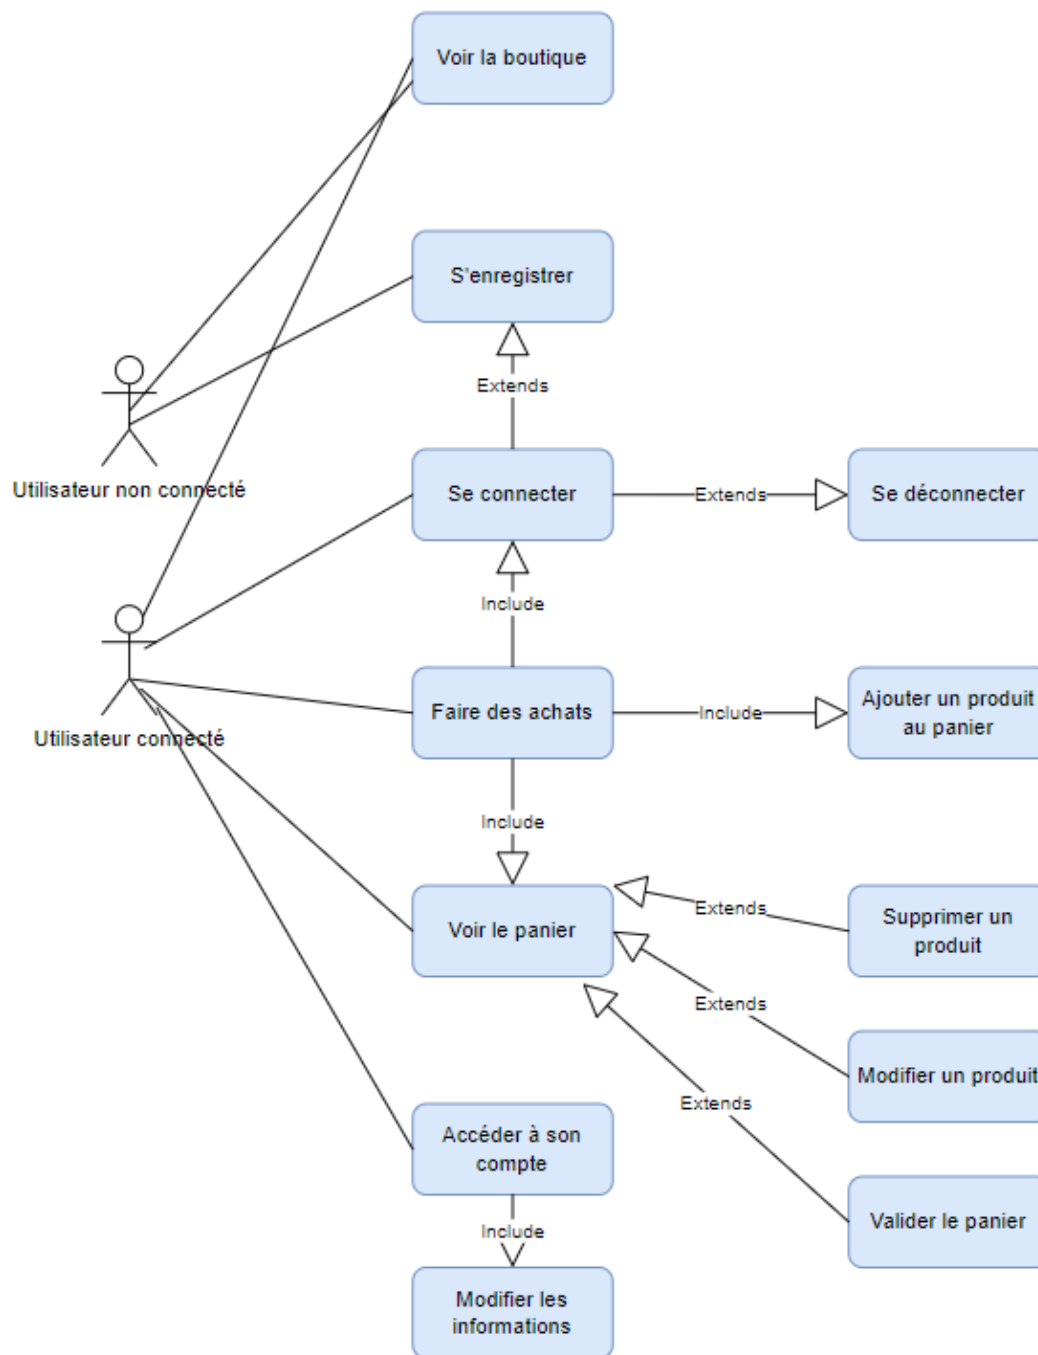 Voir la boutique
S'enregistrer
Extends
Utilisateur non connecté
Se connecter
Extends
Se déconnecter
Include
Utilisateur connecté
Faire des achats
Include
Ajouter un produit
au panier
Include
Voir le panier
Extends
Supprimer un
produit
Extends
Modifier un produit
Extends
Accéder à son
compte
Valider le panier
Include
Modifier les
informations